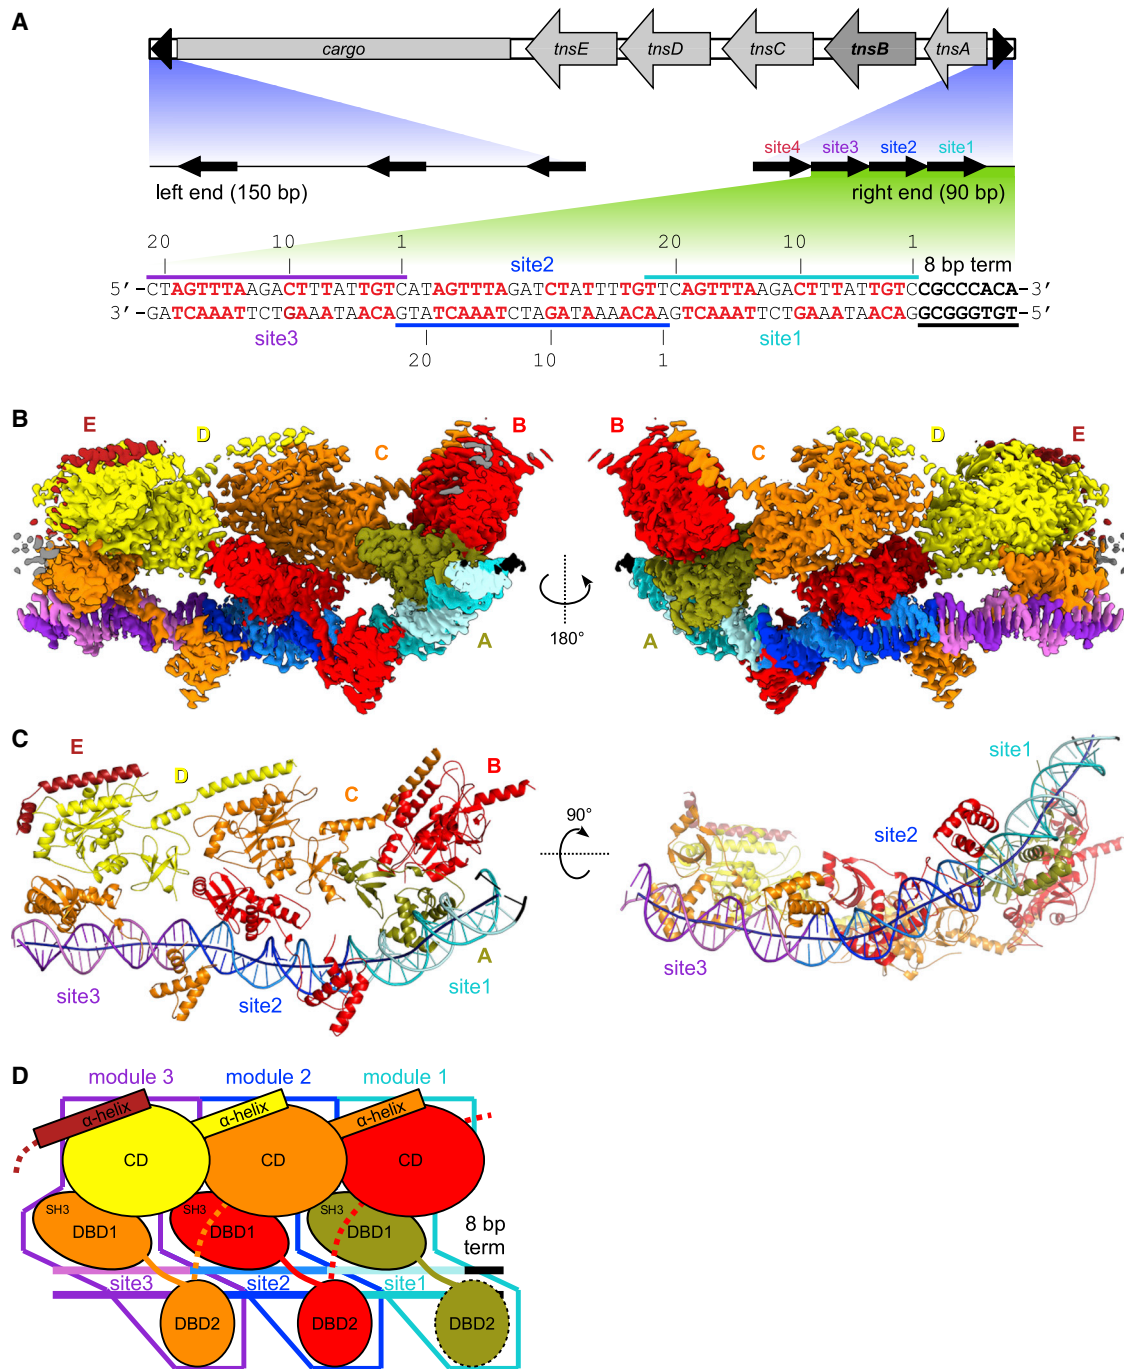 A
cargo
tnsE
tnsD
tnsC
tnsB
tnsA
site4
site3
site2
site1
left end (150 bp)
right end (90 bp)
20 10 1 20 10 1
site2
8 bp term
5′ –CTAGTTTAAGACTTTATTGTCATAGTTTAGATCTATTTTGTTCAGTTTAAGACTTTATTGTCCGCCCACA–3′
3′ –GATCAAATTCTGAAATAACAGTATCAAATCTAGATAAAACAAGTCAAATTCTGAAATAACAGGCGGGTGT–5′
site3
site1
20 10 1
B
E
D
C
B
A
180°
B
C
D
E
A
C
E
D
C
B
A
site3
site2
site1
90°
site1
site2
site3
D
module 3
module 2
module 1
α-helix
α-helix
α-helix
CD
CD
CD
SH3
DBD1
SH3
DBD1
SH3
DBD1
8 bp
term
site3
site2
site1
DBD2
DBD2
DBD2